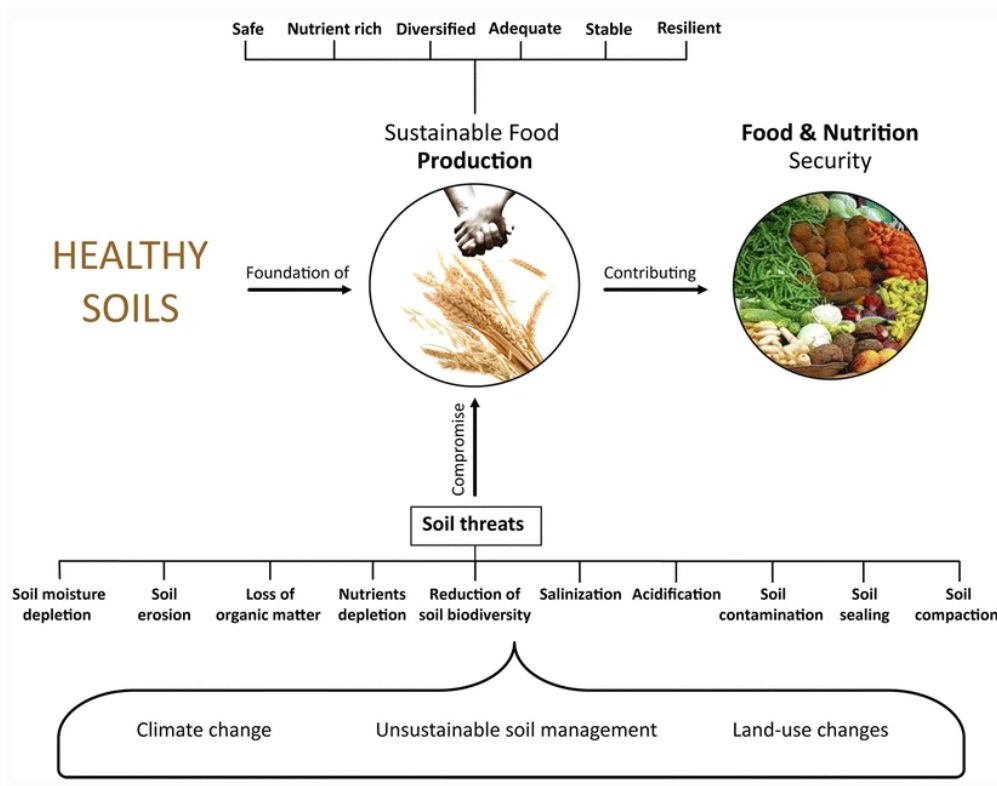 Safe Nutrient rich Diversified Adequate Stable Resilient
Sustainable Food
Production
Food & Nutrition
Security
HEALTHY
SOILS
Foundation of
Contributing
Compromise
Soil threats
Soil moisture
depletion
Soil
erosion
Loss of
organic matter
Nutrients
depletion
Reduction of
soil biodiversity
Salinization
Acidification
Soil
contamination
Soil
sealing
Soil
compaction
Climate change
Unsustainable soil management
Land-use changes